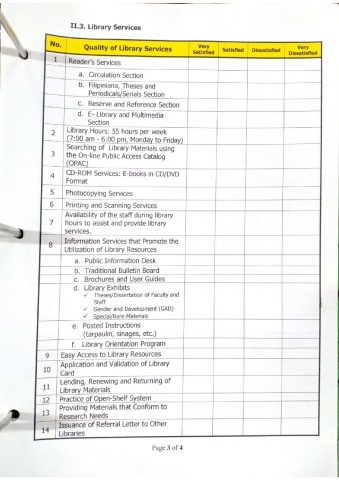 II.3. Library Services
No. Quality of Library Services Very Satisfied Satisfied Dissatisfied Very Dissatisfied
1 Reader's Services
a. Circulation Section
b. Filipiniana, Theses and
Periodicals/Serials Section
c. Reserve and Reference Section
d. E- Library and Multimedia
Section
2 Library Hours: 55 hours per week
(7:00 am - 6:00 pm, Monday to Friday)
3 Searching of Library Materials using
the On-line Public Access Catalog
(OPAC)
4 CD-ROM Services: E-books in CD/DVD
Format
5 Photocopying Services
6 Printing and Scanning Services
7 Availability of the staff during library
hours to assist and provide library
services.
8 Information Services that Promote the
Utilization of Library Resources
a. Public Information Desk
b. Traditional Bulletin Board
c. Brochures and User Guides
d. Library Exhibits
✓ Theses/Dissertation of Faculty and
Staff
✓ Gender and Development (GAD)
✓ Special/Rare Materials
e. Posted Instructions
(tarpaulin, sinages, etc.)
f. Library Orientation Program
9 Easy Access to Library Resources
10 Application and Validation of Library
Card
11 Lending, Renewing and Returning of
Library Materials
12 Practice of Open-Shelf System
13 Providing Materials that Conform to
Research Needs
14 Issuance of Referral Letter to Other
Libraries
Page 3 of 4